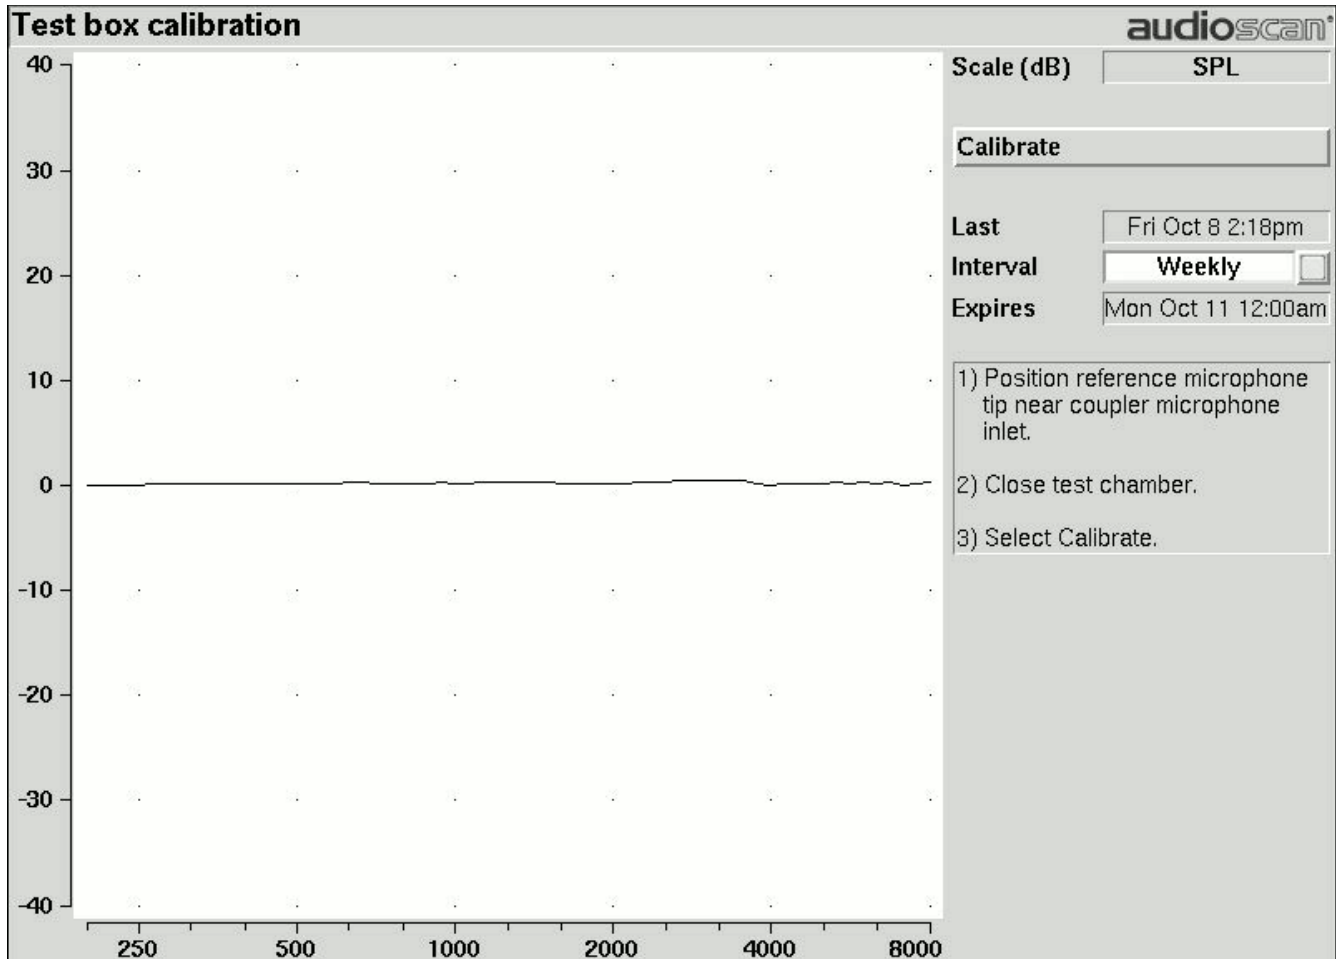 Test box calibration
audioscan
40
30
20
10
0
-10
-20
-30
-40
250 500 1000 2000 4000 8000
Scale (dB) SPL
Calibrate
Last Fri Oct 8 2:18pm
Interval Weekly
Expires Mon Oct 11 12:00am
1) Position reference microphone
tip near coupler microphone
inlet.
2) Close test chamber.
3) Select Calibrate.